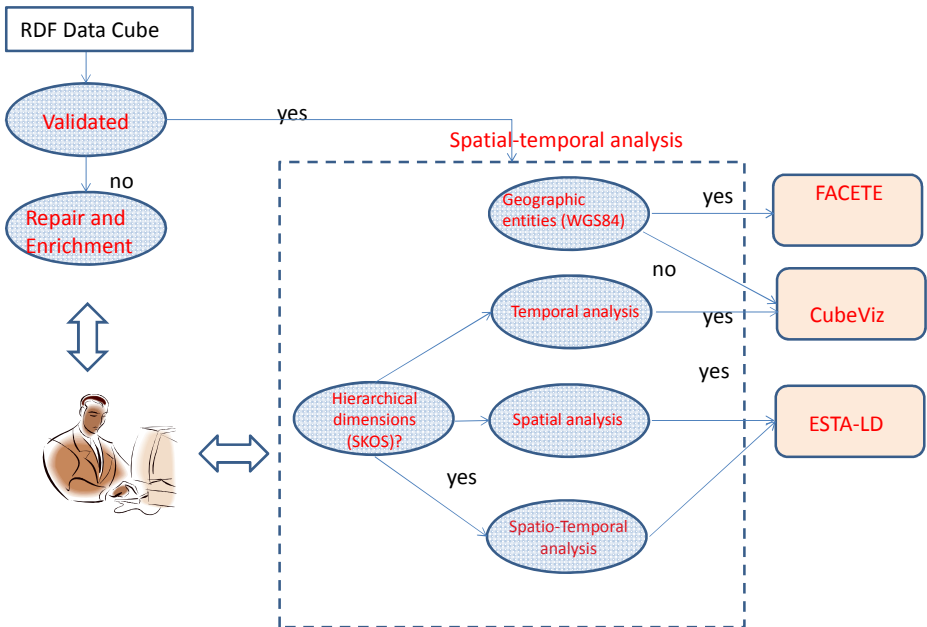 RDF Data Cube
Validated
yes
Spatial-temporal analysis
no
Repair and
Enrichment
Geographic
entities (WGS84)
yes
FACETE
no
Temporal analysis
yes
CubeViz
yes
Hierarchical
dimensions
(SKOS)?
Spatial analysis
ESTA-LD
yes
Spatio-Temporal
analysis